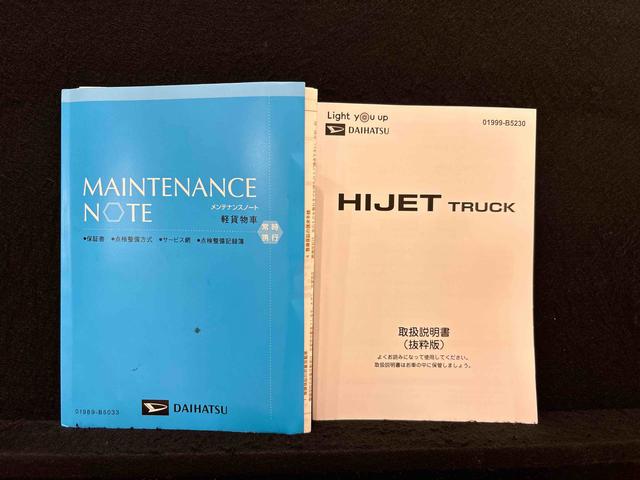 MAINTENANCE
NOTE
メンテナンスノート
軽貨物車
常時
携行
●保証書 ●点検整備方式 ●サービス網 ●点検整備記録簿
01989-B5033
DAIHATSU
Light you up
DAIHATSU
01999-B5230
HIJET TRUCK
取扱説明書
(抜粋版)
よくお読みになって使用してください。
取扱説明書はお車の中に保管しましょう。